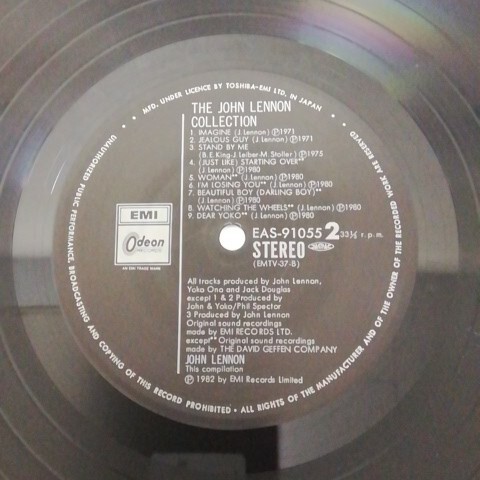 MFD. UNDER LICENCE BY TOSHIBA-EMI LTD. IN JAPAN •
UNAUTHORIZED PUBLIC PERFORMANCE, BROADCASTING AND COPYING OF THIS RECORD PROHIBITED • ALL RIGHTS OF THE MANUFACTURER AND OF THE OWNER OF THE RECORDED WORK ARE RESERVED
THE JOHN LENNON
COLLECTION
1. IMAGINE (J.Lennon) ℗1971
2. JEALOUS GUY (J.Lennon) ℗1971
3. STAND BY ME
(B.E.King-J.Leiber-M.Stoller) ℗1975
4. (JUST LIKE) STARTING OVER**
(J.Lennon) ℗1980
5. WOMAN** (J.Lennon) ℗1980
6. I'M LOSING YOU** (J.Lennon) ℗1980
7. BEAUTIFUL BOY (DARLING BOY)**
(J.Lennon) ℗1980
8. WATCHING THE WHEELS** (J.Lennon) ℗1980
9. DEAR YOKO** (J.Lennon) ℗1980
EMI
Odeon
AN EMI TRADE MARK
EAS-91055 2 33⅓ r.p.m.
STEREO
(EMTV-37-B)
All tracks produced by John Lennon,
Yoko Ono and Jack Douglas
except 1 & 2 Produced by
John & Yoko/Phil Spector
3 Produced by John Lennon
Original sound recordings
made by EMI RECORDS LTD.
except** Original sound recordings
made by THE DAVID GEFFEN COMPANY
JOHN LENNON
This compilation
℗ 1982 by EMI Records Limited